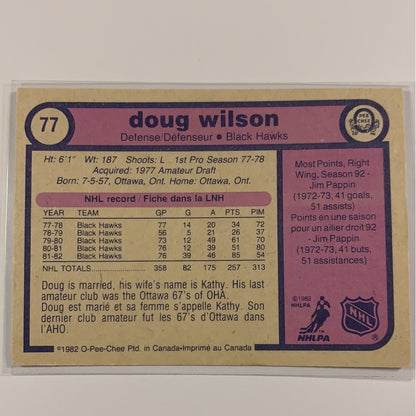 77
doug wilson
Defense/Défenseur • Black Hawks
O-PEE-CHEE
Ht: 6'1" Wt: 187 Shoots: L 1st Pro Season 77-78
Acquired: 1977 Amateur Draft
Born: 7-5-57, Ottawa, Ont. Home: Ottawa, Ont.
NHL record / Fiche dans la LNH
YEAR TEAM GP G A PTS PIM
77-78 Black Hawks 77 14 20 34 72
78-79 Black Hawks 56 5 21 26 37
79-80 Black Hawks 73 12 49 61 70
80-81 Black Hawks 76 12 39 51 80
81-82 Black Hawks 76 39 46 85 54
NHL TOTALS 358 82 175 257 313
Doug is married, his wife's name is Kathy. His last
amateur club was the Ottawa 67's of OHA.
Doug est marié et sa femme s'appelle Kathy. Son
dernier club amateur fut les 67's d'Ottawa dans
l'AHO.
©1982 O-Pee-Chee Ptd. in Canada-Imprimé au Canada
Most Points, Right
Wing, Season 92 -
Jim Pappin
(1972-73, 41 goals,
51 assists)
Points en une saison
pour un ailier droit 92
- Jim Pappin
(1972-73, 41 buts,
51 assistances)
©1982
NHLPA
NHLPA
NHL
®